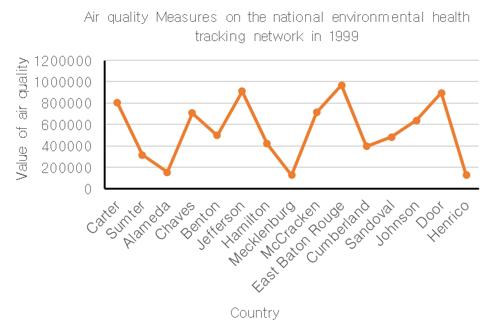 Air quality Measures on the national environmental health
tracking network in 1999
Value of air quality
1200000
1000000
800000
600000
400000
200000
0
Carter
Sumter
Alameda
Chaves
Benton
Jefferson
Hamilton
Mecklenburg
McCracken
East Baton Rouge
Cumberland
Sandoval
Johnson
Door
Henrico
Country